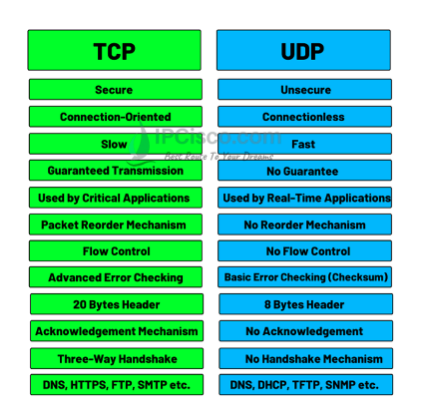 TCP UDP
Secure Unsecure
Connection-Oriented Connectionless
IPCisco.com
Slow Fast
Fast Route To Your Dreams
Guaranteed Transmission No Guarantee
Used by Critical Applications Used by Real-Time Applications
Packet Reorder Mechanism No Reorder Mechanism
Flow Control No Flow Control
Advanced Error Checking Basic Error Checking (Checksum)
20 Bytes Header 8 Bytes Header
Acknowledgement Mechanism No Acknowledgement
Three-Way Handshake No Handshake Mechanism
DNS, HTTPS, FTP, SMTP etc. DNS, DHCP, TFTP, SNMP etc.